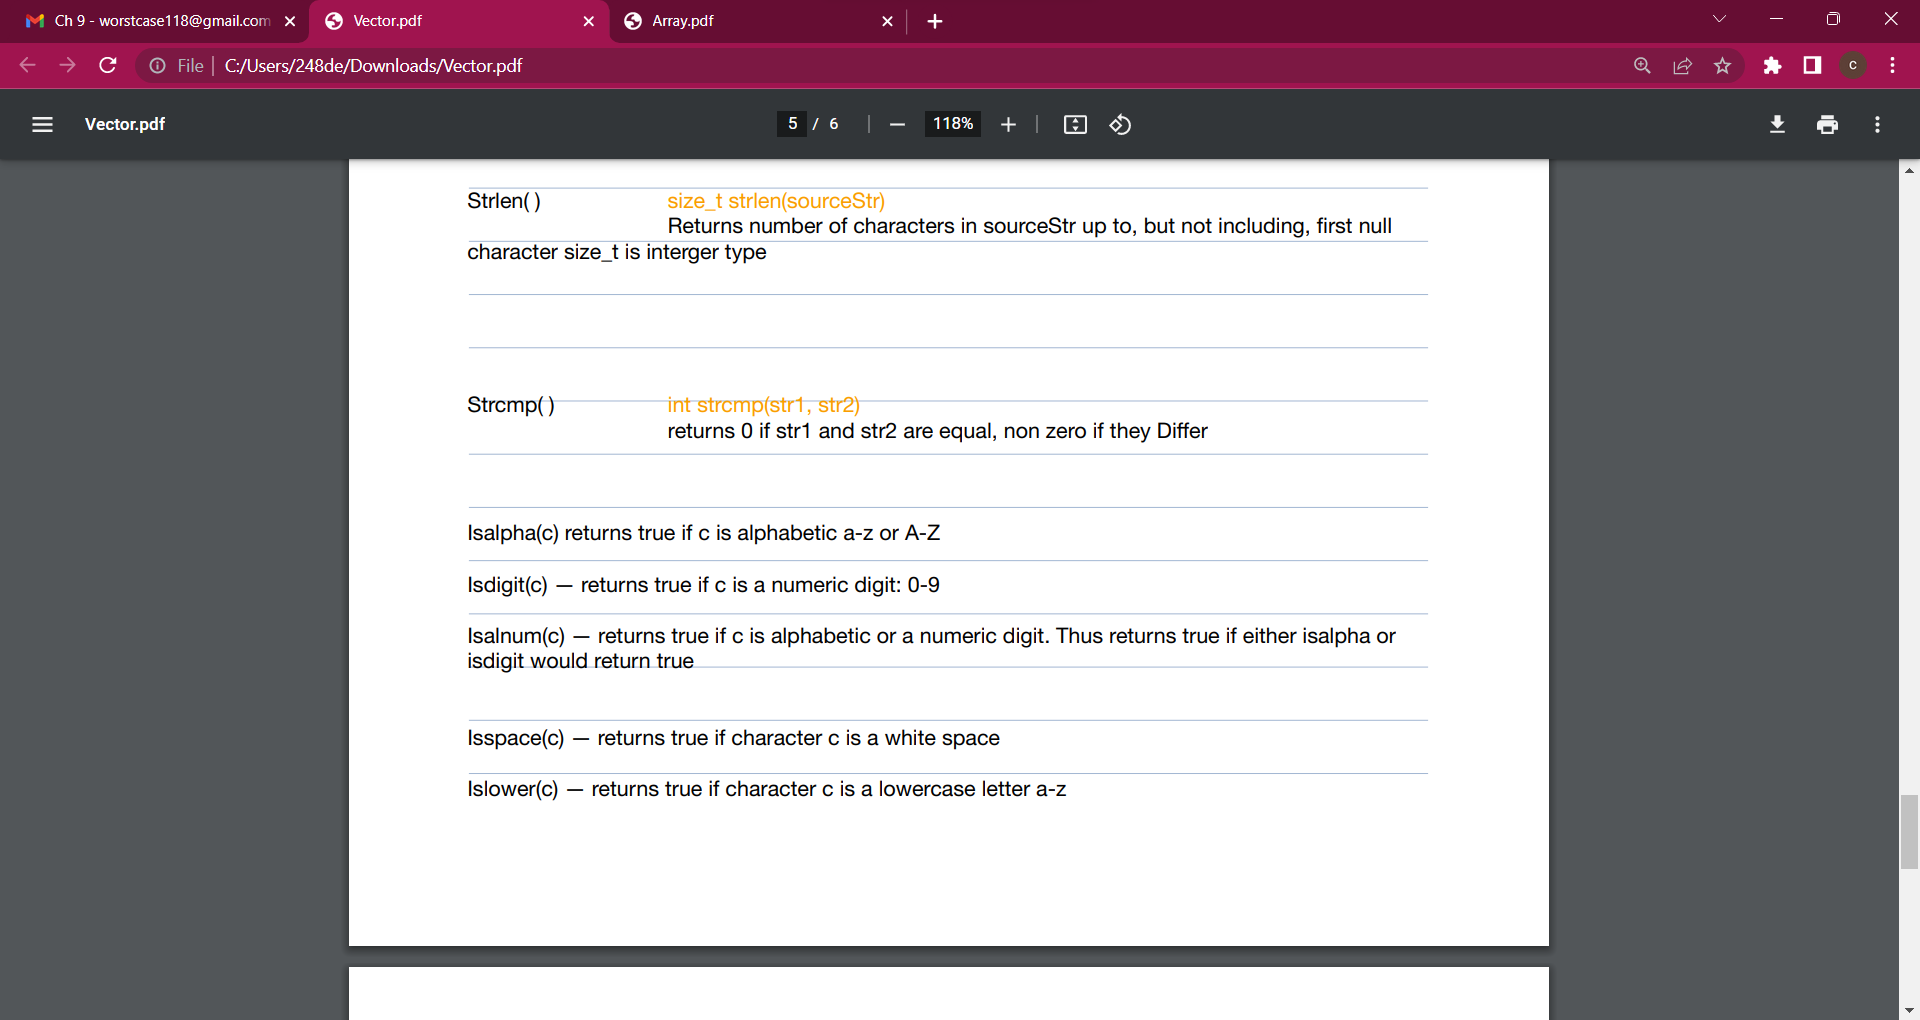 Ch 9 - worstcase118@gmail.com
Vector.pdf
Array.pdf
File
C:/Users/248de/Downloads/Vector.pdf
c
Vector.pdf
5 / 6
118%
Strlen( ) size_t strlen(sourceStr)
Returns number of characters in sourceStr up to, but not including, first null
character size_t is interger type
Strcmp( ) int strcmp(str1, str2)
returns 0 if str1 and str2 are equal, non zero if they Differ
Isalpha(c) returns true if c is alphabetic a-z or A-Z
Isdigit(c) — returns true if c is a numeric digit: 0-9
Isalnum(c) — returns true if c is alphabetic or a numeric digit. Thus returns true if either isalpha or
isdigit would return true
Isspace(c) — returns true if character c is a white space
Islower(c) — returns true if character c is a lowercase letter a-z